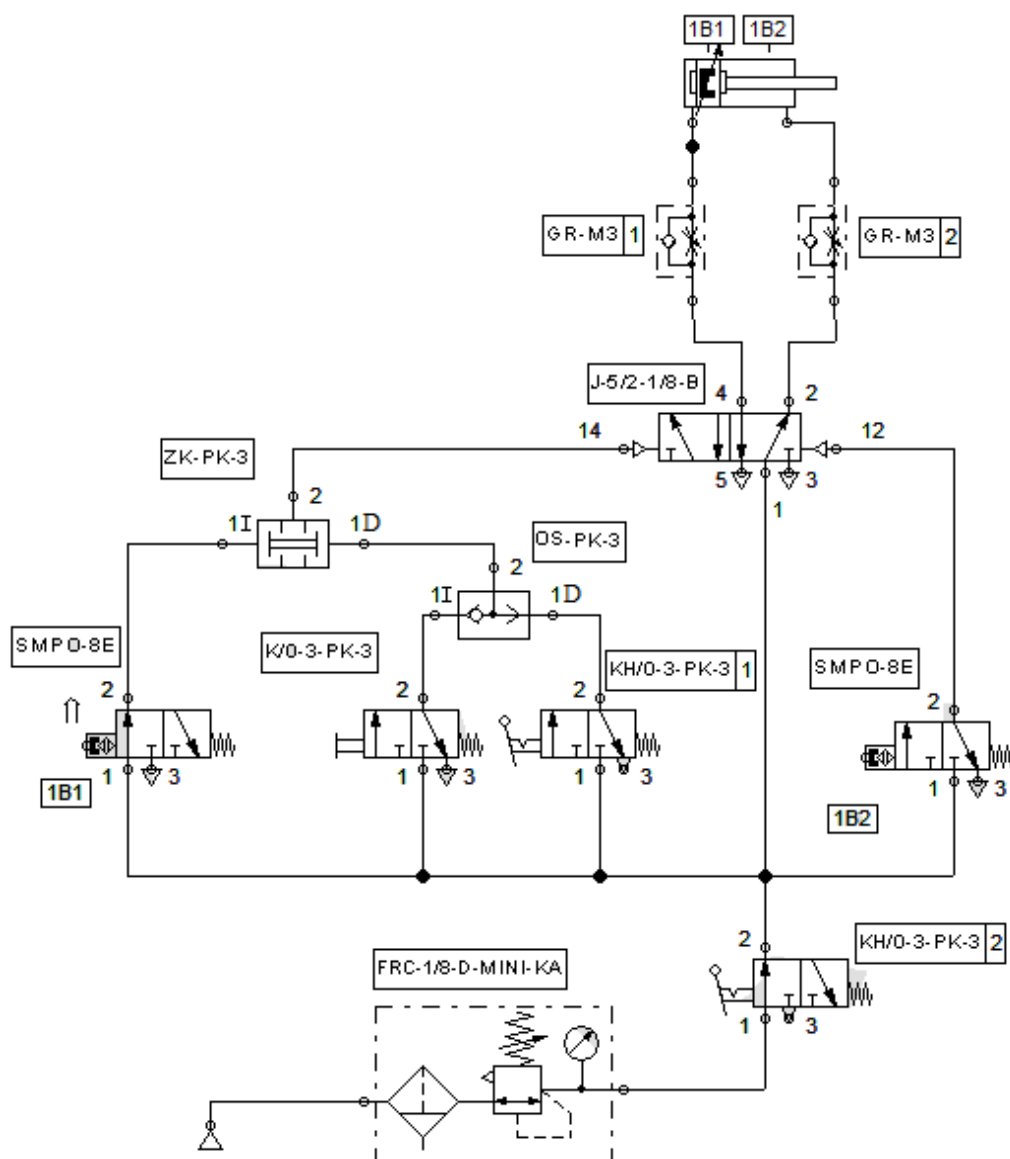 1B1 1B2
GR-M3 1
GR-M3 2
J-5/2-1/8-B
4 2
14 12
5 3
1
ZK-PK-3
2
1I 1D
OS-PK-3
2
1I 1D
SMPO-8E
K/0-3-PK-3
KH/0-3-PK-3 1
SMPO-8E
2 2 2 2
1 3 1 3 1 3 1 3
1B1
1B2
2
KH/0-3-PK-3 2
FRC-1/8-D-MINI-KA
1 3